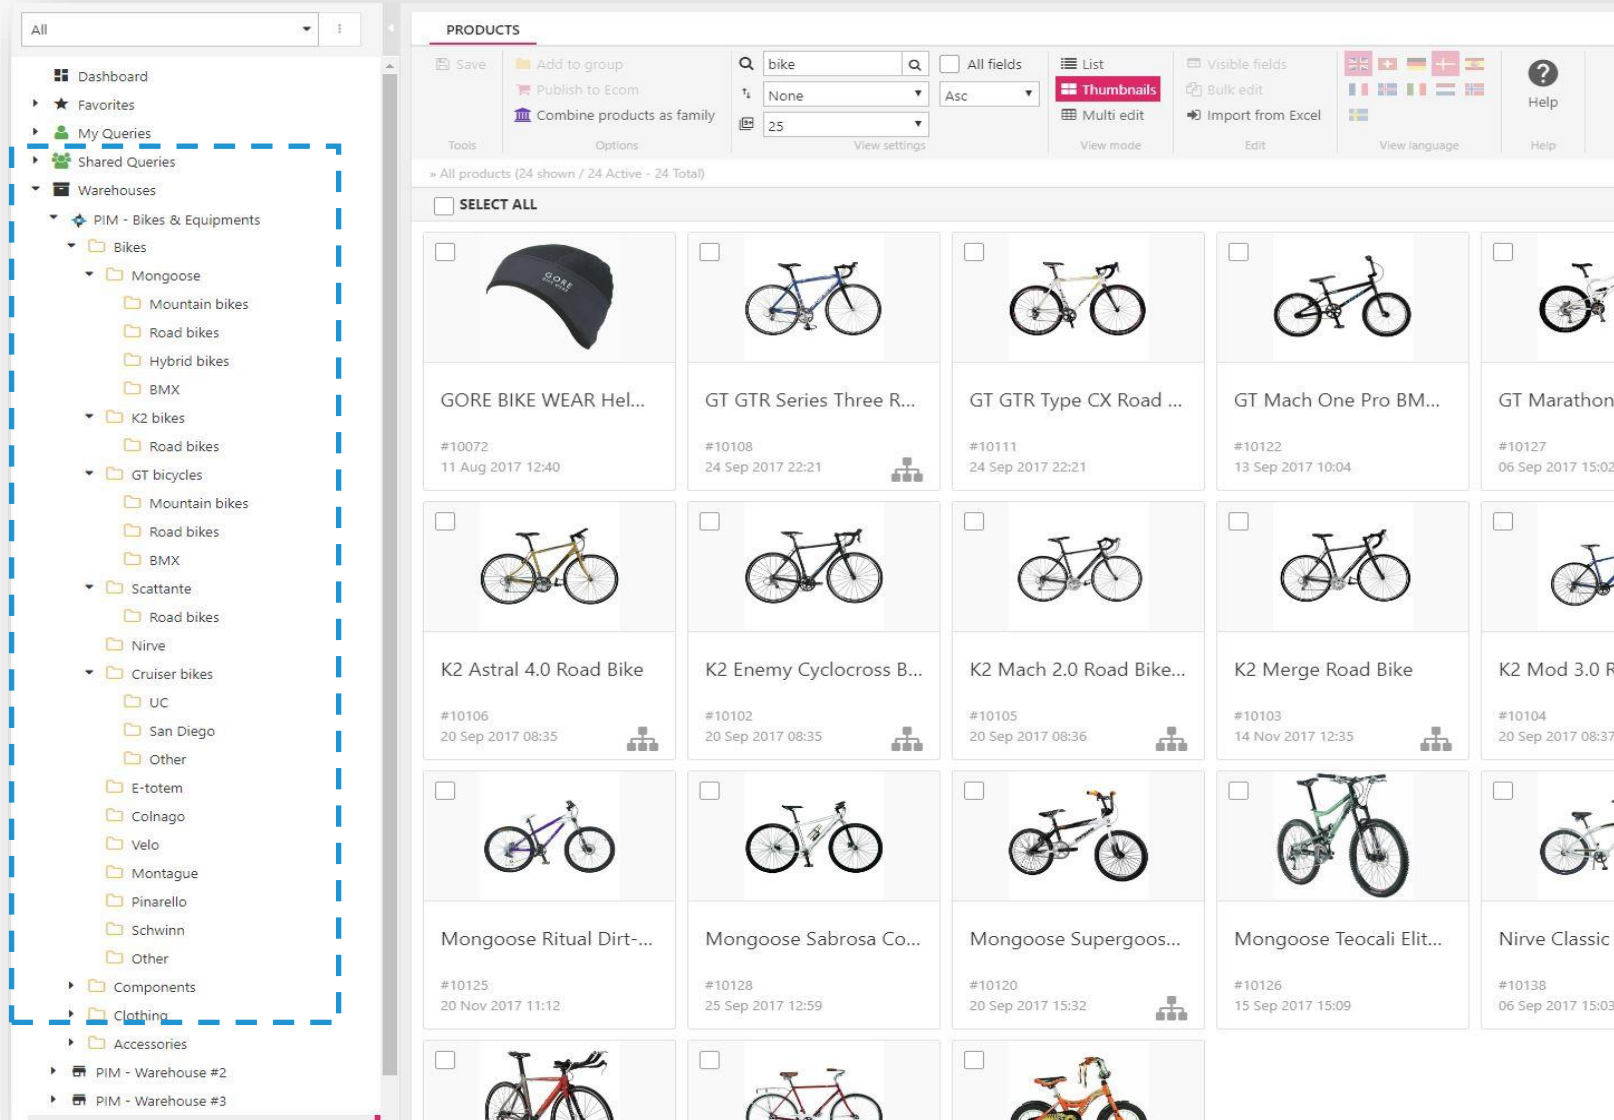 All
Dashboard
Favorites
My Queries
Shared Queries
Warehouses
PIM - Bikes & Equipments
Bikes
Mongoose
Mountain bikes
Road bikes
Hybrid bikes
BMX
K2 bikes
Road bikes
GT bicycles
Mountain bikes
Road bikes
BMX
Scattante
Road bikes
Nirve
Cruiser bikes
UC
San Diego
Other
E-totem
Colnago
Velo
Montague
Pinarello
Schwinn
Other
Components
Clothing
Accessories
PIM - Warehouse #2
PIM - Warehouse #3
PRODUCTS
Save
Tools
Add to group
Publish to Ecom
Combine products as family
Options
bike
All fields
None
Asc
25
View settings
List
Thumbnails
Multi edit
View mode
Visible fields
Bulk edit
Import from Excel
Edit
View language
Help
Help
» All products (24 shown / 24 Active - 24 Total)
SELECT ALL
GORE
BIKE WEAR
GORE BIKE WEAR Hel...
#10072
11 Aug 2017 12:40
GT GTR Series Three R...
#10108
24 Sep 2017 22:21
GT GTR Type CX Road ...
#10111
24 Sep 2017 22:21
GT Mach One Pro BM...
#10122
13 Sep 2017 10:04
GT Marathon
#10127
06 Sep 2017 15:02
K2 Astral 4.0 Road Bike
#10106
20 Sep 2017 08:35
K2 Enemy Cyclocross B...
#10102
20 Sep 2017 08:35
K2 Mach 2.0 Road Bike...
#10105
20 Sep 2017 08:36
K2 Merge Road Bike
#10103
14 Nov 2017 12:35
K2 Mod 3.0 R
#10104
20 Sep 2017 08:37
Mongoose Ritual Dirt-...
#10125
20 Nov 2017 11:12
Mongoose Sabrosa Co...
#10128
25 Sep 2017 12:59
Mongoose Supergoos...
#10120
20 Sep 2017 15:32
Mongoose Teocali Elit...
#10126
15 Sep 2017 15:09
Nirve Classic
#10138
06 Sep 2017 15:03